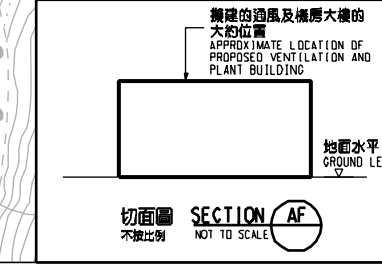 擬建的通風及機房大樓的
大約位置
APPROXIMATE LOCATION OF
PROPOSED VENTILATION AND
PLANT BUILDING
地面水平
GROUND LE
切面圖 SECTION AF
不按比例 NOT TO SCALE